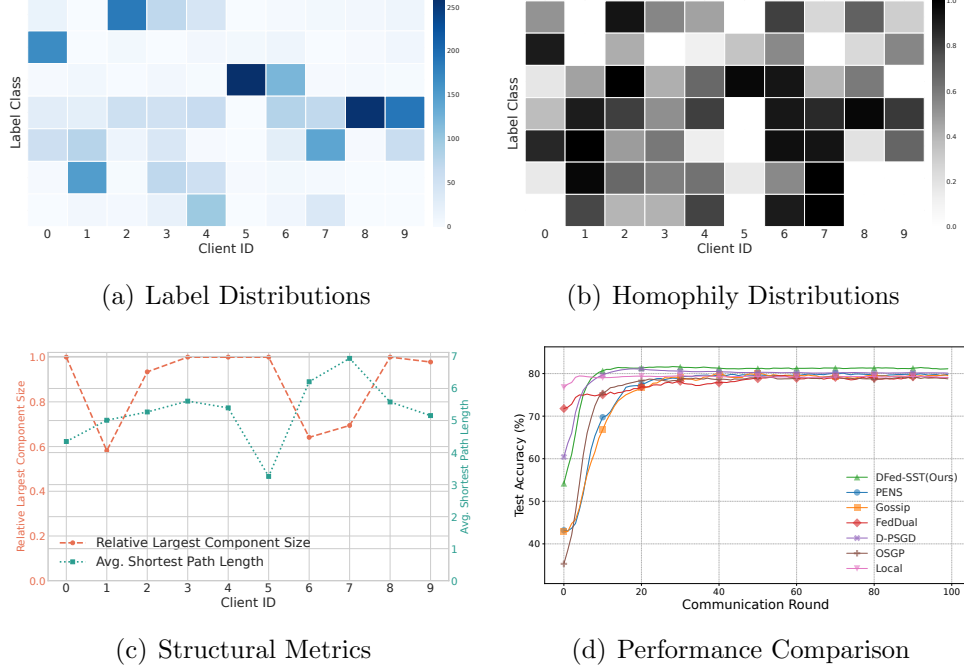 250
200
150
100
50
0
Label Class
0 1 2 3 4 5 6 7 8 9
Client ID
(a) Label Distributions
1.0
0.8
0.6
0.4
0.2
0.0
Label Class
0 1 2 3 4 5 6 7 8 9
Client ID
(b) Homophily Distributions
Relative Largest Component Size
1.0
0.8
0.6
0.4
0.2
0.0
7
6
5
4
3
2
1
0
Avg. Shortest Path Length
Relative Largest Component Size
Avg. Shortest Path Length
0 1 2 3 4 5 6 7 8 9
Client ID
(c) Structural Metrics
Test Accuracy (%)
80
70
60
50
40
DFed-SST(Ours)
PENS
Gossip
FedDual
D-PSGD
OSGP
Local
0 20 40 60 80 100
Communication Round
(d) Performance Comparison